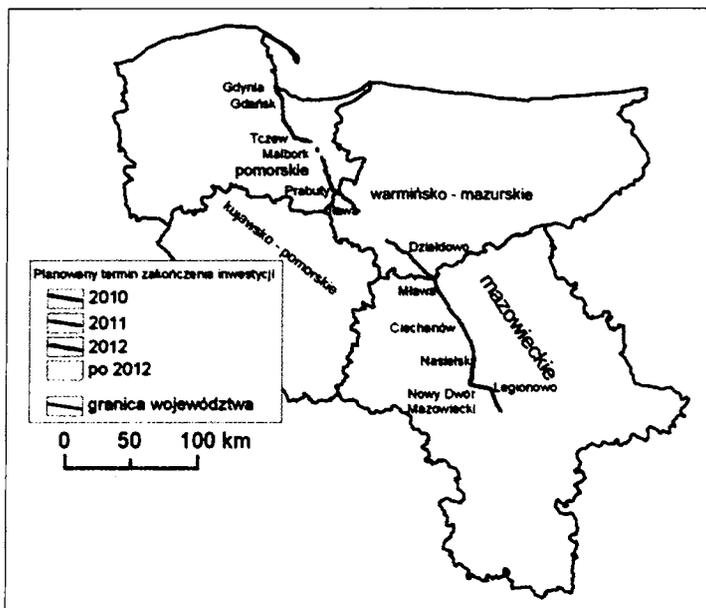 Gdynia
Gdańsk
Tczew
Malbork
pomorskie
Prabuty
warmińsko - mazurskie
kujawsko - pomorskie
Działdowo
Mława
mazowieckie
Ciechanów
Nasielsk
Legionowo
Nowy Dwór
Mazowiecki
Planowany termin zakończenia inwestycji
2010
2011
2012
po 2012
granica województwa
0 50 100 km